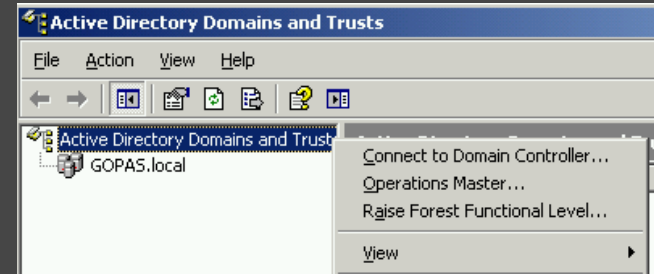 Active Directory Domains and Trusts
File Action View Help
Active Directory Domains and Trust
GOPAS.local
Connect to Domain Controller...
Operations Master...
Raise Forest Functional Level...
View